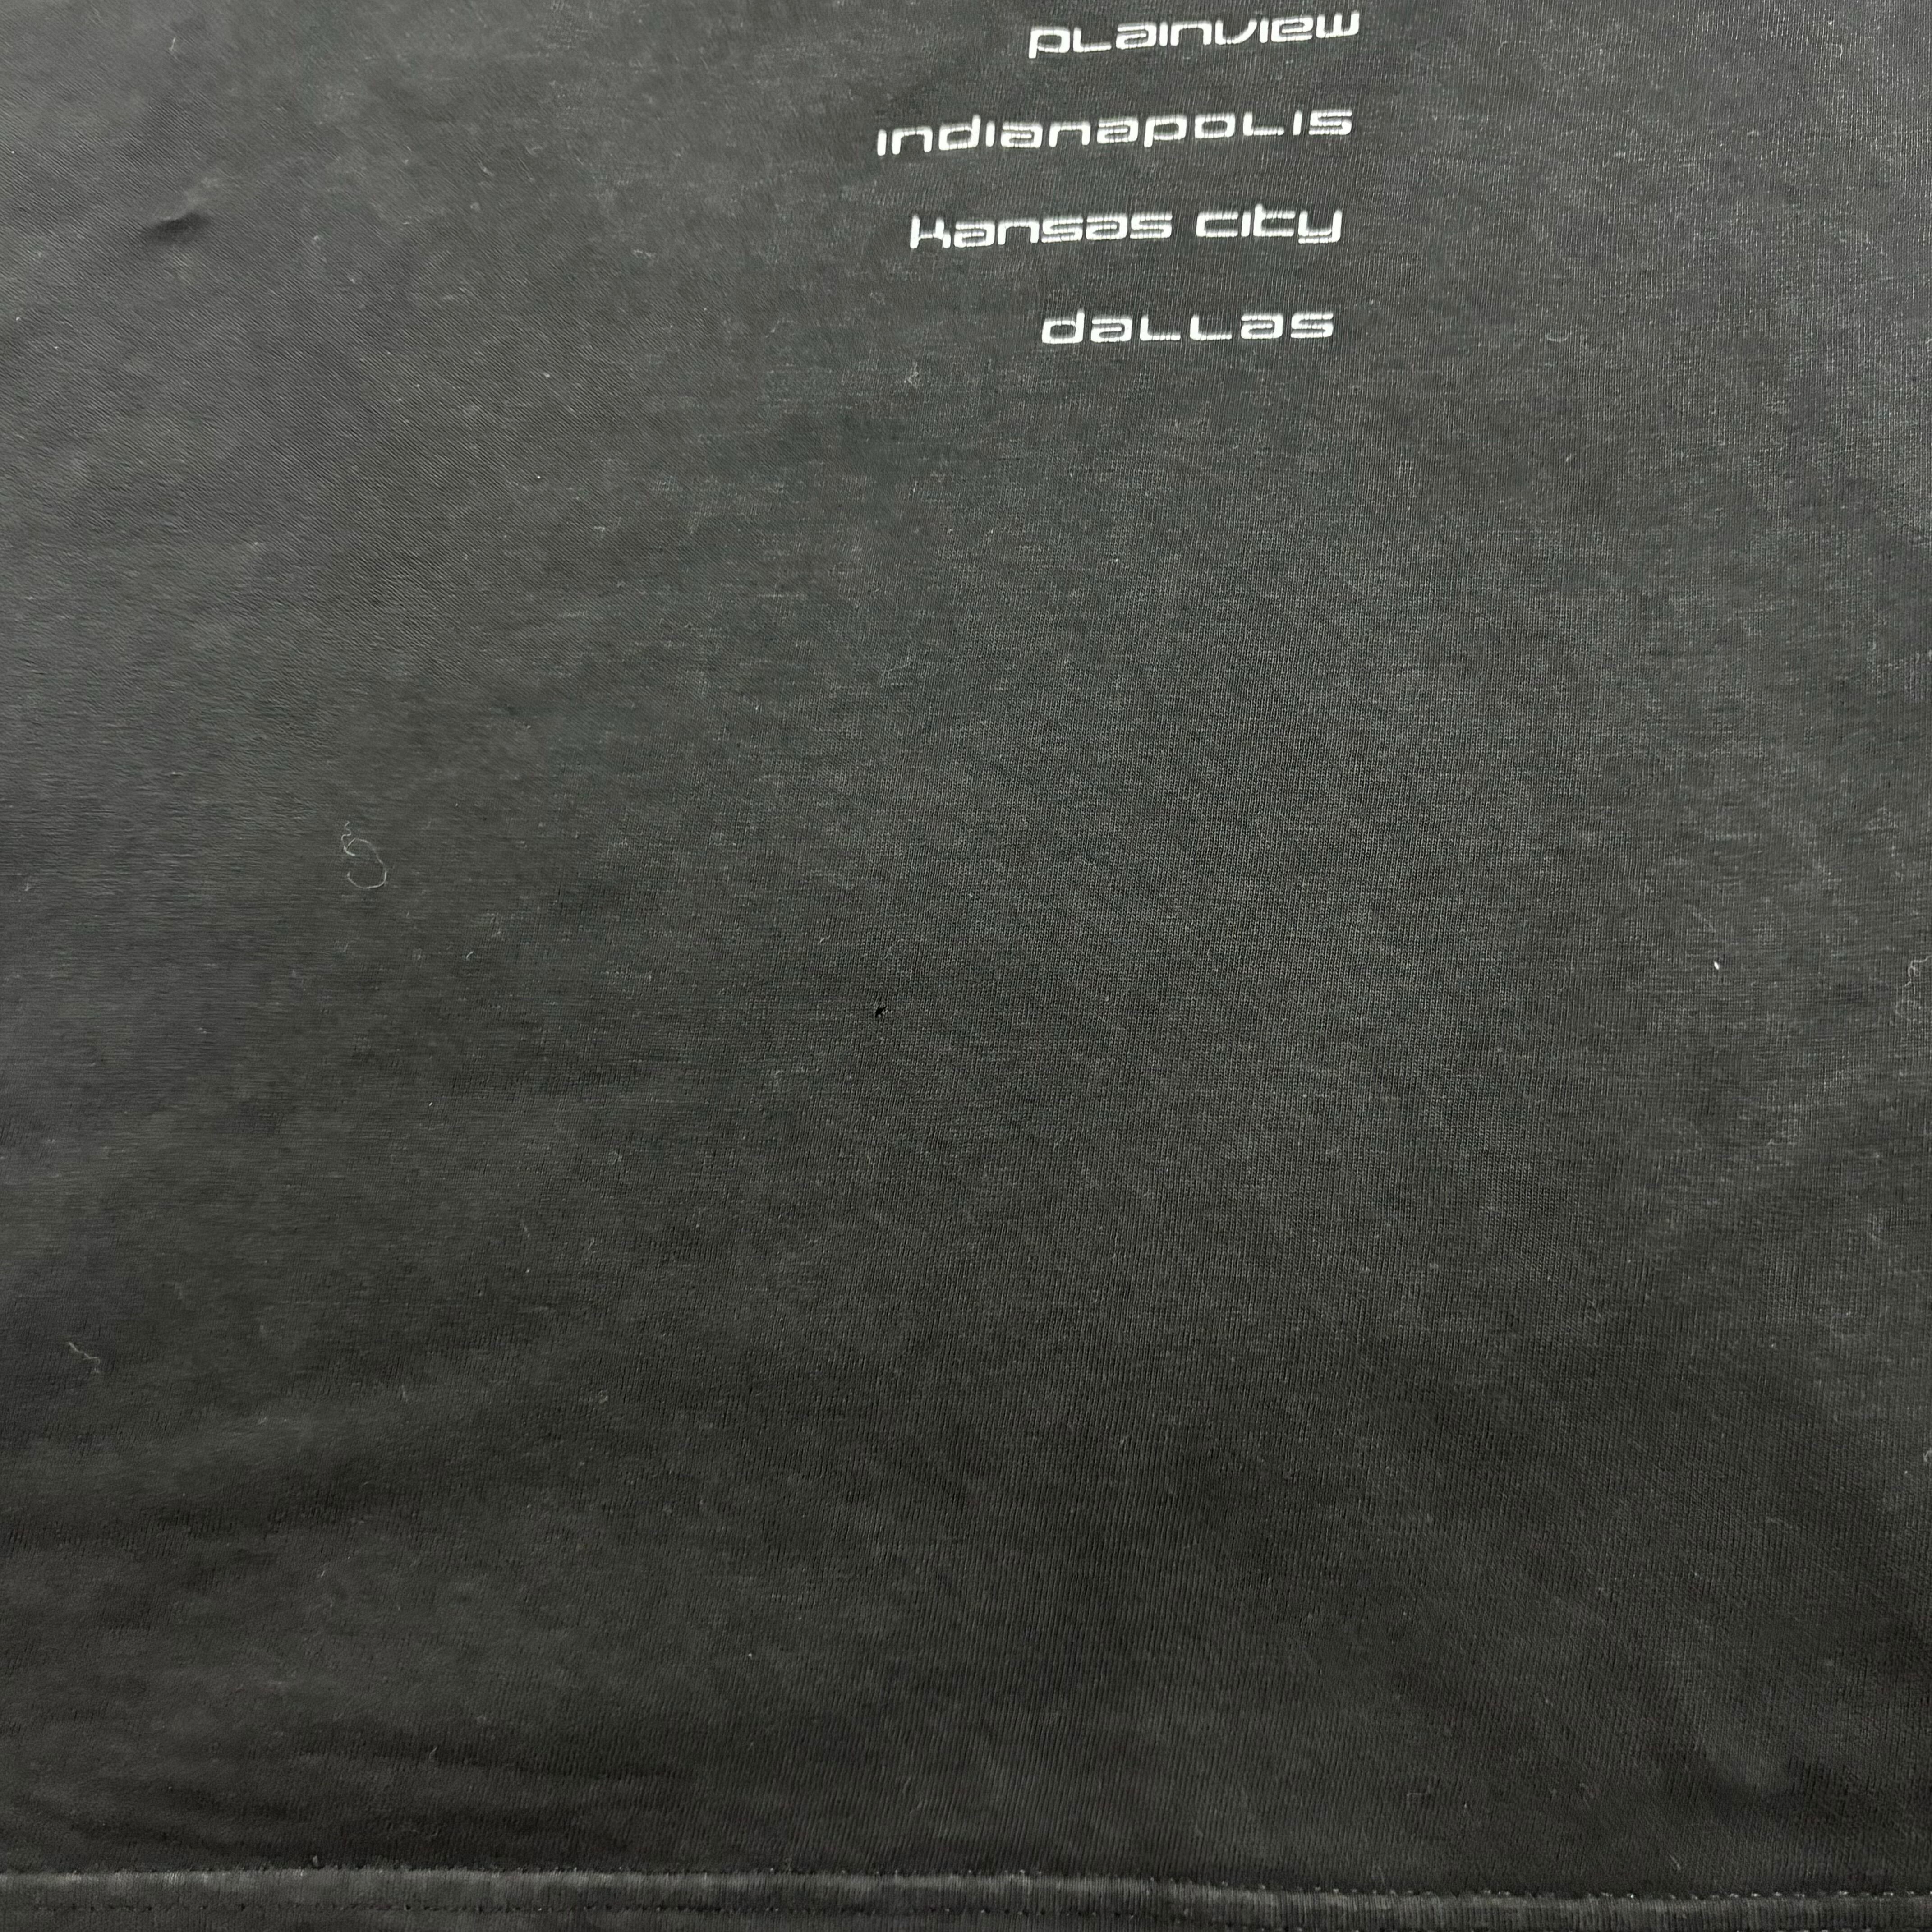 plainview
indianapolis
kansas city
dallas